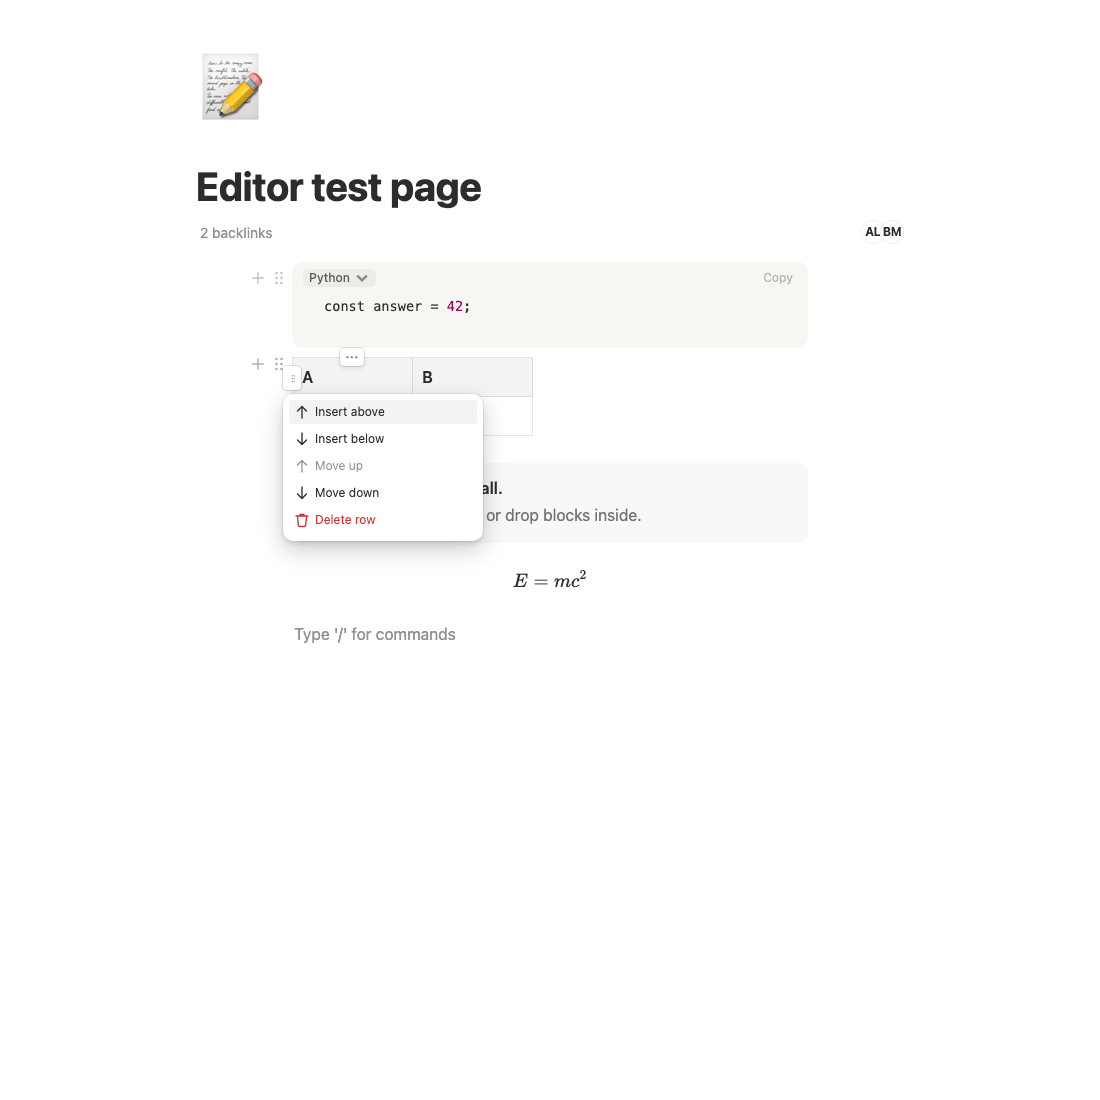 Editor test page
2 backlinks
AL BM
Python
Copy
const answer = 42;
A B
Insert above
Insert below
Move up
Move down
Delete row
all.
or drop blocks inside.
E = mc²
Type '/' for commands